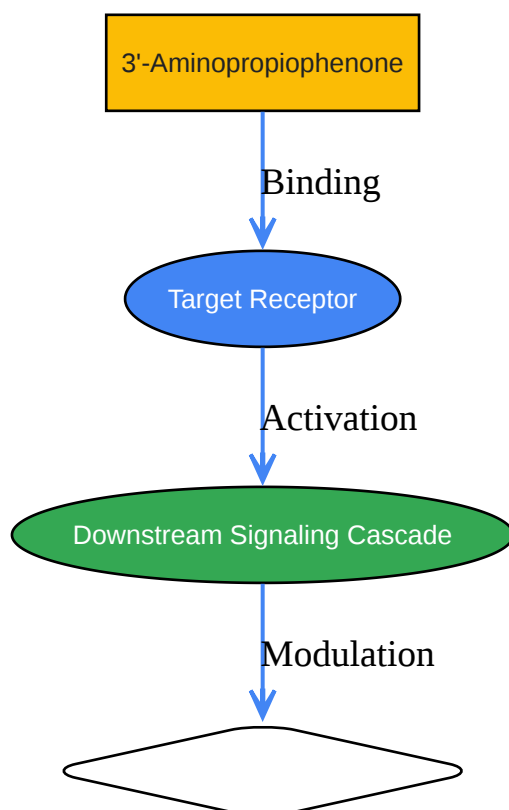 3'-Aminopropiophenone
Binding
Target Receptor
Activation
Downstream Signaling Cascade
Modulation